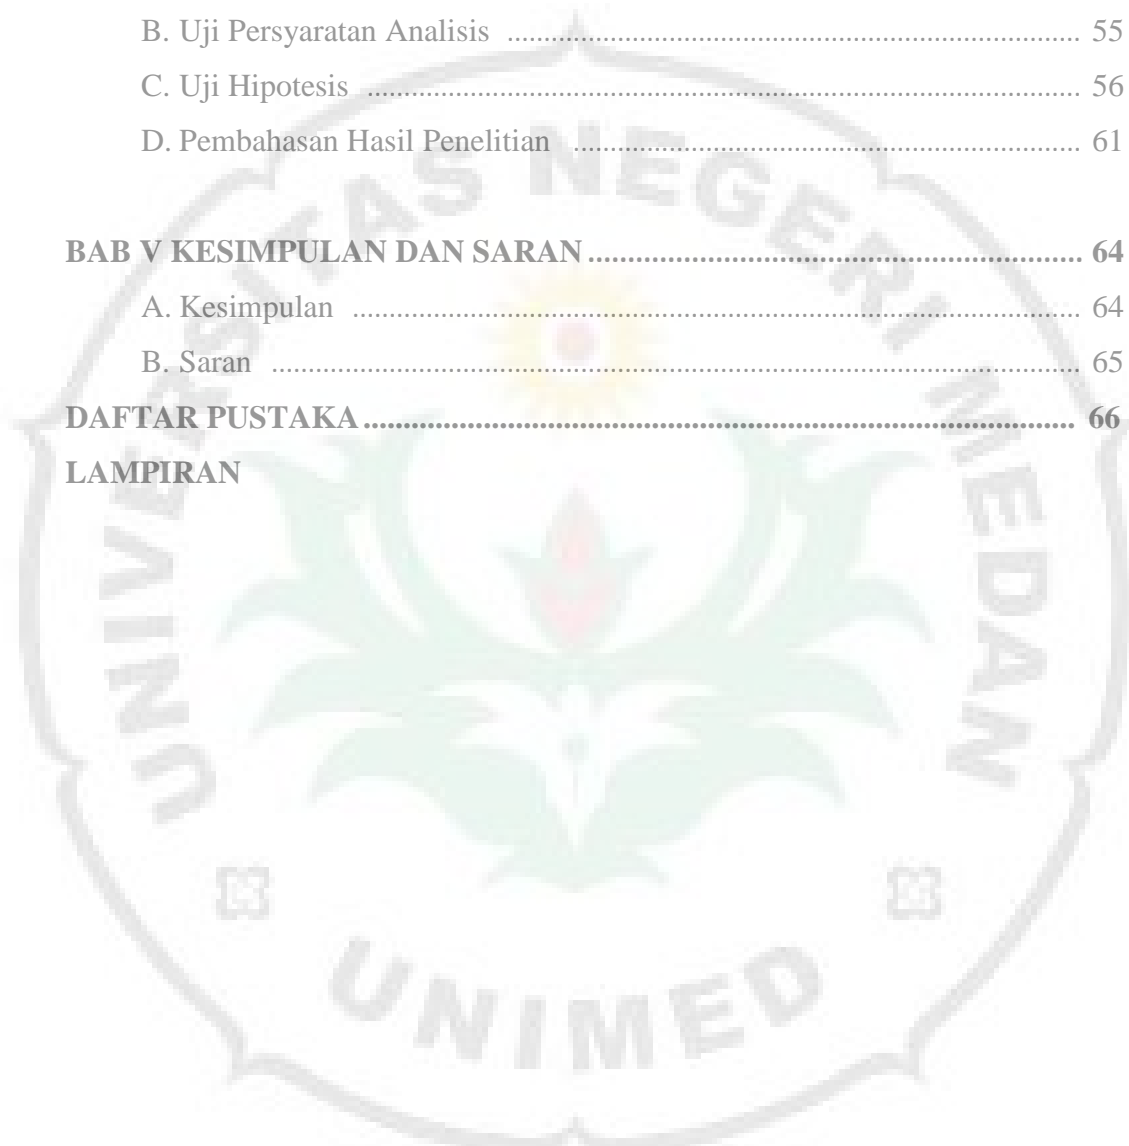 B. Uji Persyaratan Analisis ........................................................................................ 55
C. Uji Hipotesis ............................................................................................................. 56
D. Pembahasan Hasil Penelitian .............................................................................. 61
BAB V KESIMPULAN DAN SARAN ............................................................. 64
A. Kesimpulan ................................................................................................................ 64
B. Saran ............................................................................................................................ 65
DAFTAR PUSTAKA ........................................................................................ 66
LAMPIRAN
UNIVERSITAS NEGERI MEDAN
UNIMED